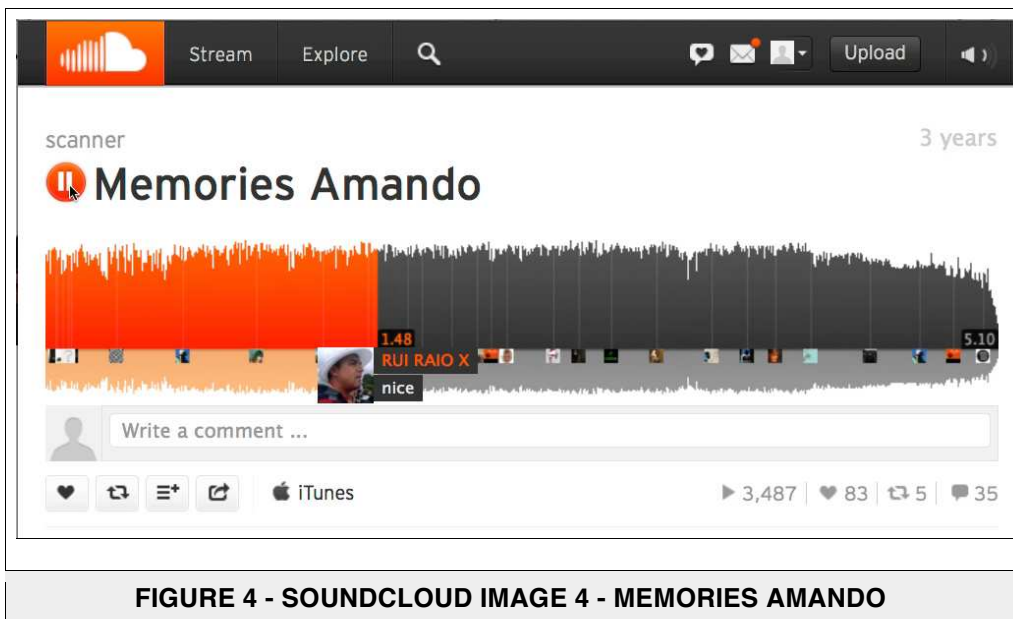 Stream Explore Upload
scanner 3 years
Memories Amando
1.48 5.10
RUI RAIO X
nice
Write a comment ...
iTunes 3,487 83 5 35
FIGURE 4 - SOUNDCLOUD IMAGE 4 - MEMORIES AMANDO